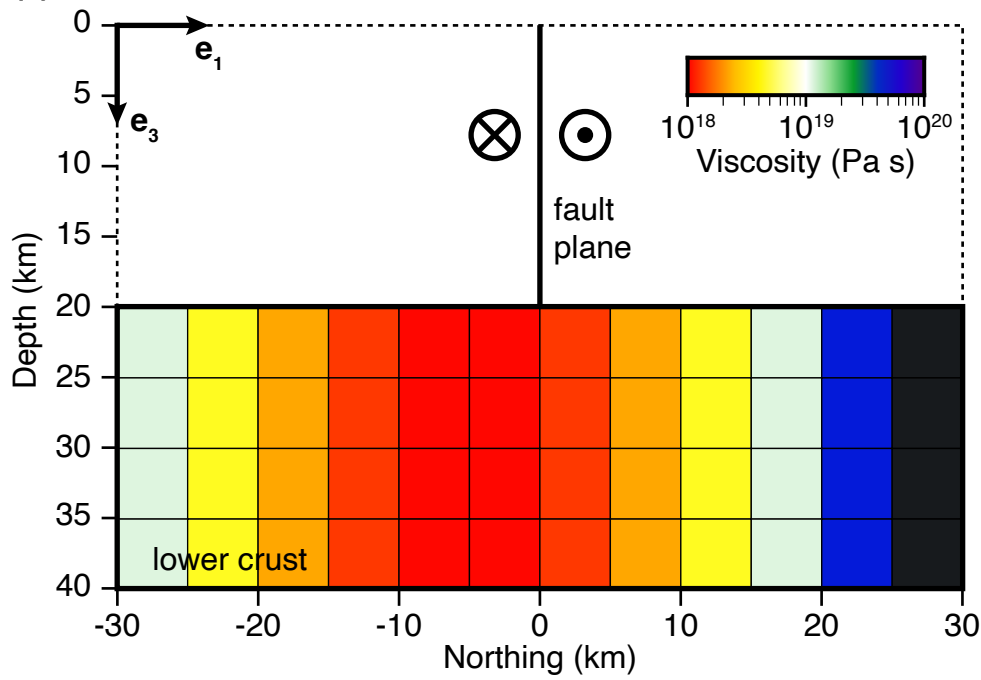 0
e1
5
e3
10
15
20
25
30
35
40
Depth (km)
10^18 10^19 10^20
Viscosity (Pa s)
fault
plane
lower crust
-30 -20 -10 0 10 20 30
Northing (km)